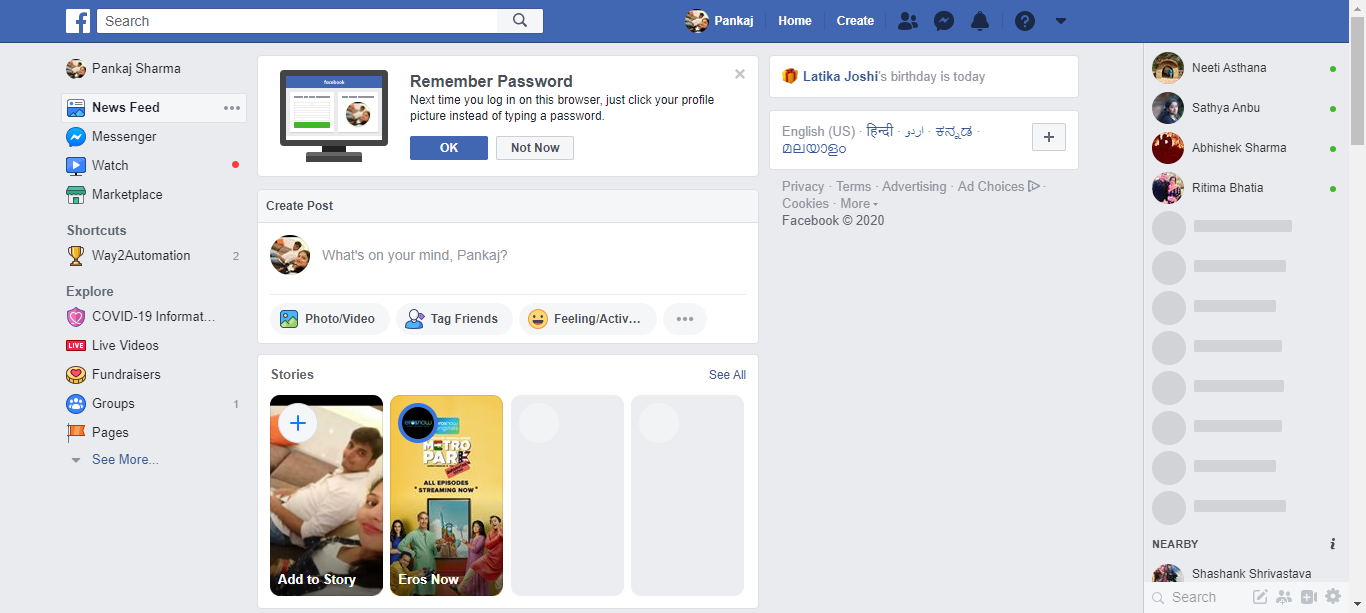 Search
Pankaj
Home
Create
Pankaj Sharma
News Feed
Messenger
Watch
Marketplace
Shortcuts
Way2Automation 2
Explore
COVID-19 Informat...
LIVE Live Videos
Fundraisers
Groups 1
Pages
See More...
facebook
Remember Password
Next time you log in on this browser, just click your profile
picture instead of typing a password.
OK
Not Now
Create Post
What's on your mind, Pankaj?
Photo/Video
Tag Friends
Feeling/Activ...
Stories
See All
Add to Story
erosnow
erosnow
originals
METRO
PARK
ALL EPISODES
"STREAMING NOW"
Eros Now
Latika Joshi's birthday is today
English (US) · हिन्दी · اردو · ಕನ್ನಡ ·
മലയാളം
Privacy · Terms · Advertising · Ad Choices ·
Cookies · More
Facebook © 2020
Neeti Asthana
Sathya Anbu
Abhishek Sharma
Ritima Bhatia
NEARBY
Shashank Shrivastava
Search